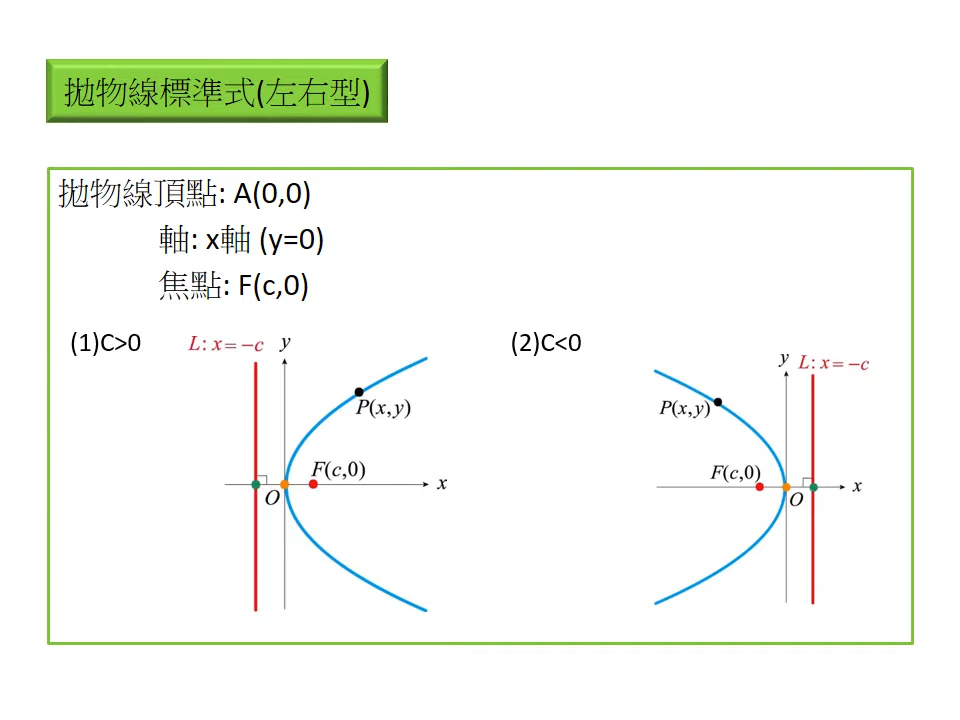 拋物線標準式(左右型)
拋物線頂點: A(0,0)
軸: x軸 (y=0)
焦點: F(c,0)
(1)C>0
L: x=−c
y
P(x,y)
F(c,0)
x
O
(2)C<0
y
L: x=−c
P(x,y)
F(c,0)
x
O